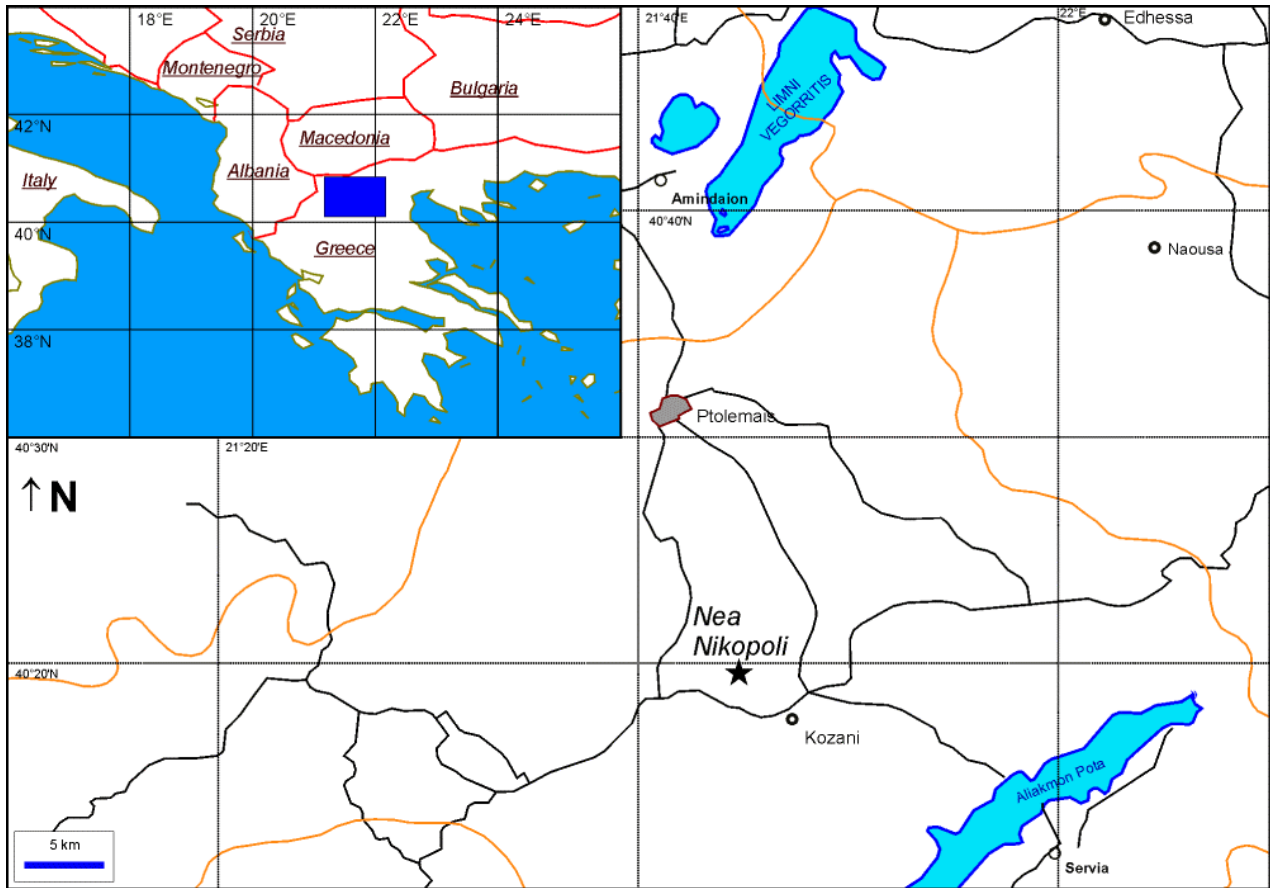 18°E
20°E
22°E
24°E
Serbia
Montenegro
Bulgaria
42°N
Macedonia
Italy
Albania
40°N
Greece
38°N
21°40'E
22°E
Edhessa
LIMNI
VEGORRITIS
Amindaion
40°40'N
Naousa
Ptolemais
40°30'N
21°20'E
↑ N
Nea
Nikopoli
40°20'N
Kozani
Aliakmon Pota
5 km
Servia